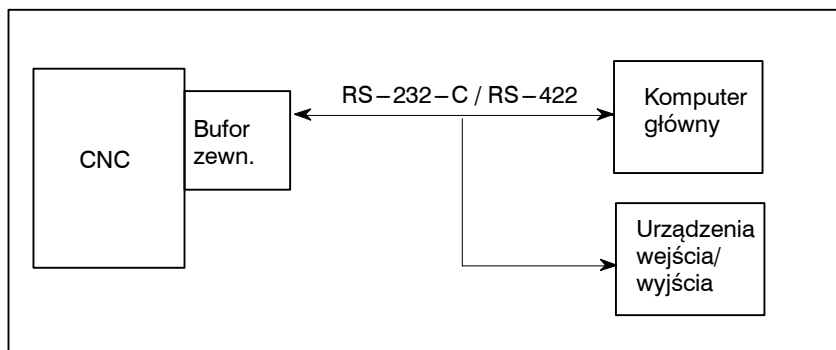 CNC
Bufor
zewn.
RS-232-C / RS-422
Komputer
główny
Urządzenia
wejścia/
wyjścia